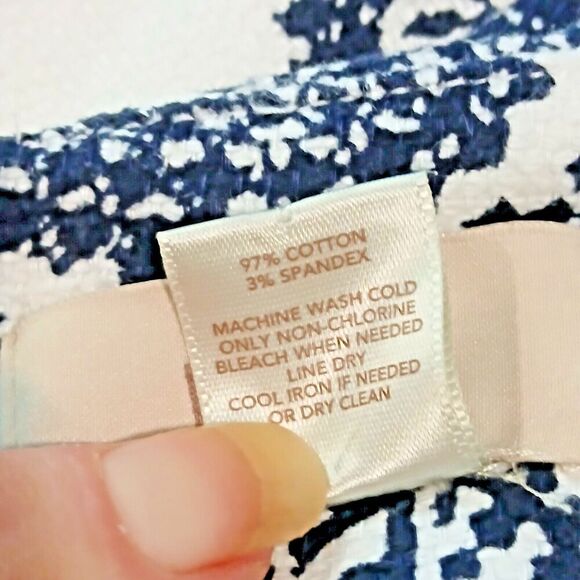 97% COTTON
3% SPANDEX
MACHINE WASH COLD
ONLY NON-CHLORINE
BLEACH WHEN NEEDED
LINE DRY
COOL IRON IF NEEDED
OR DRY CLEAN